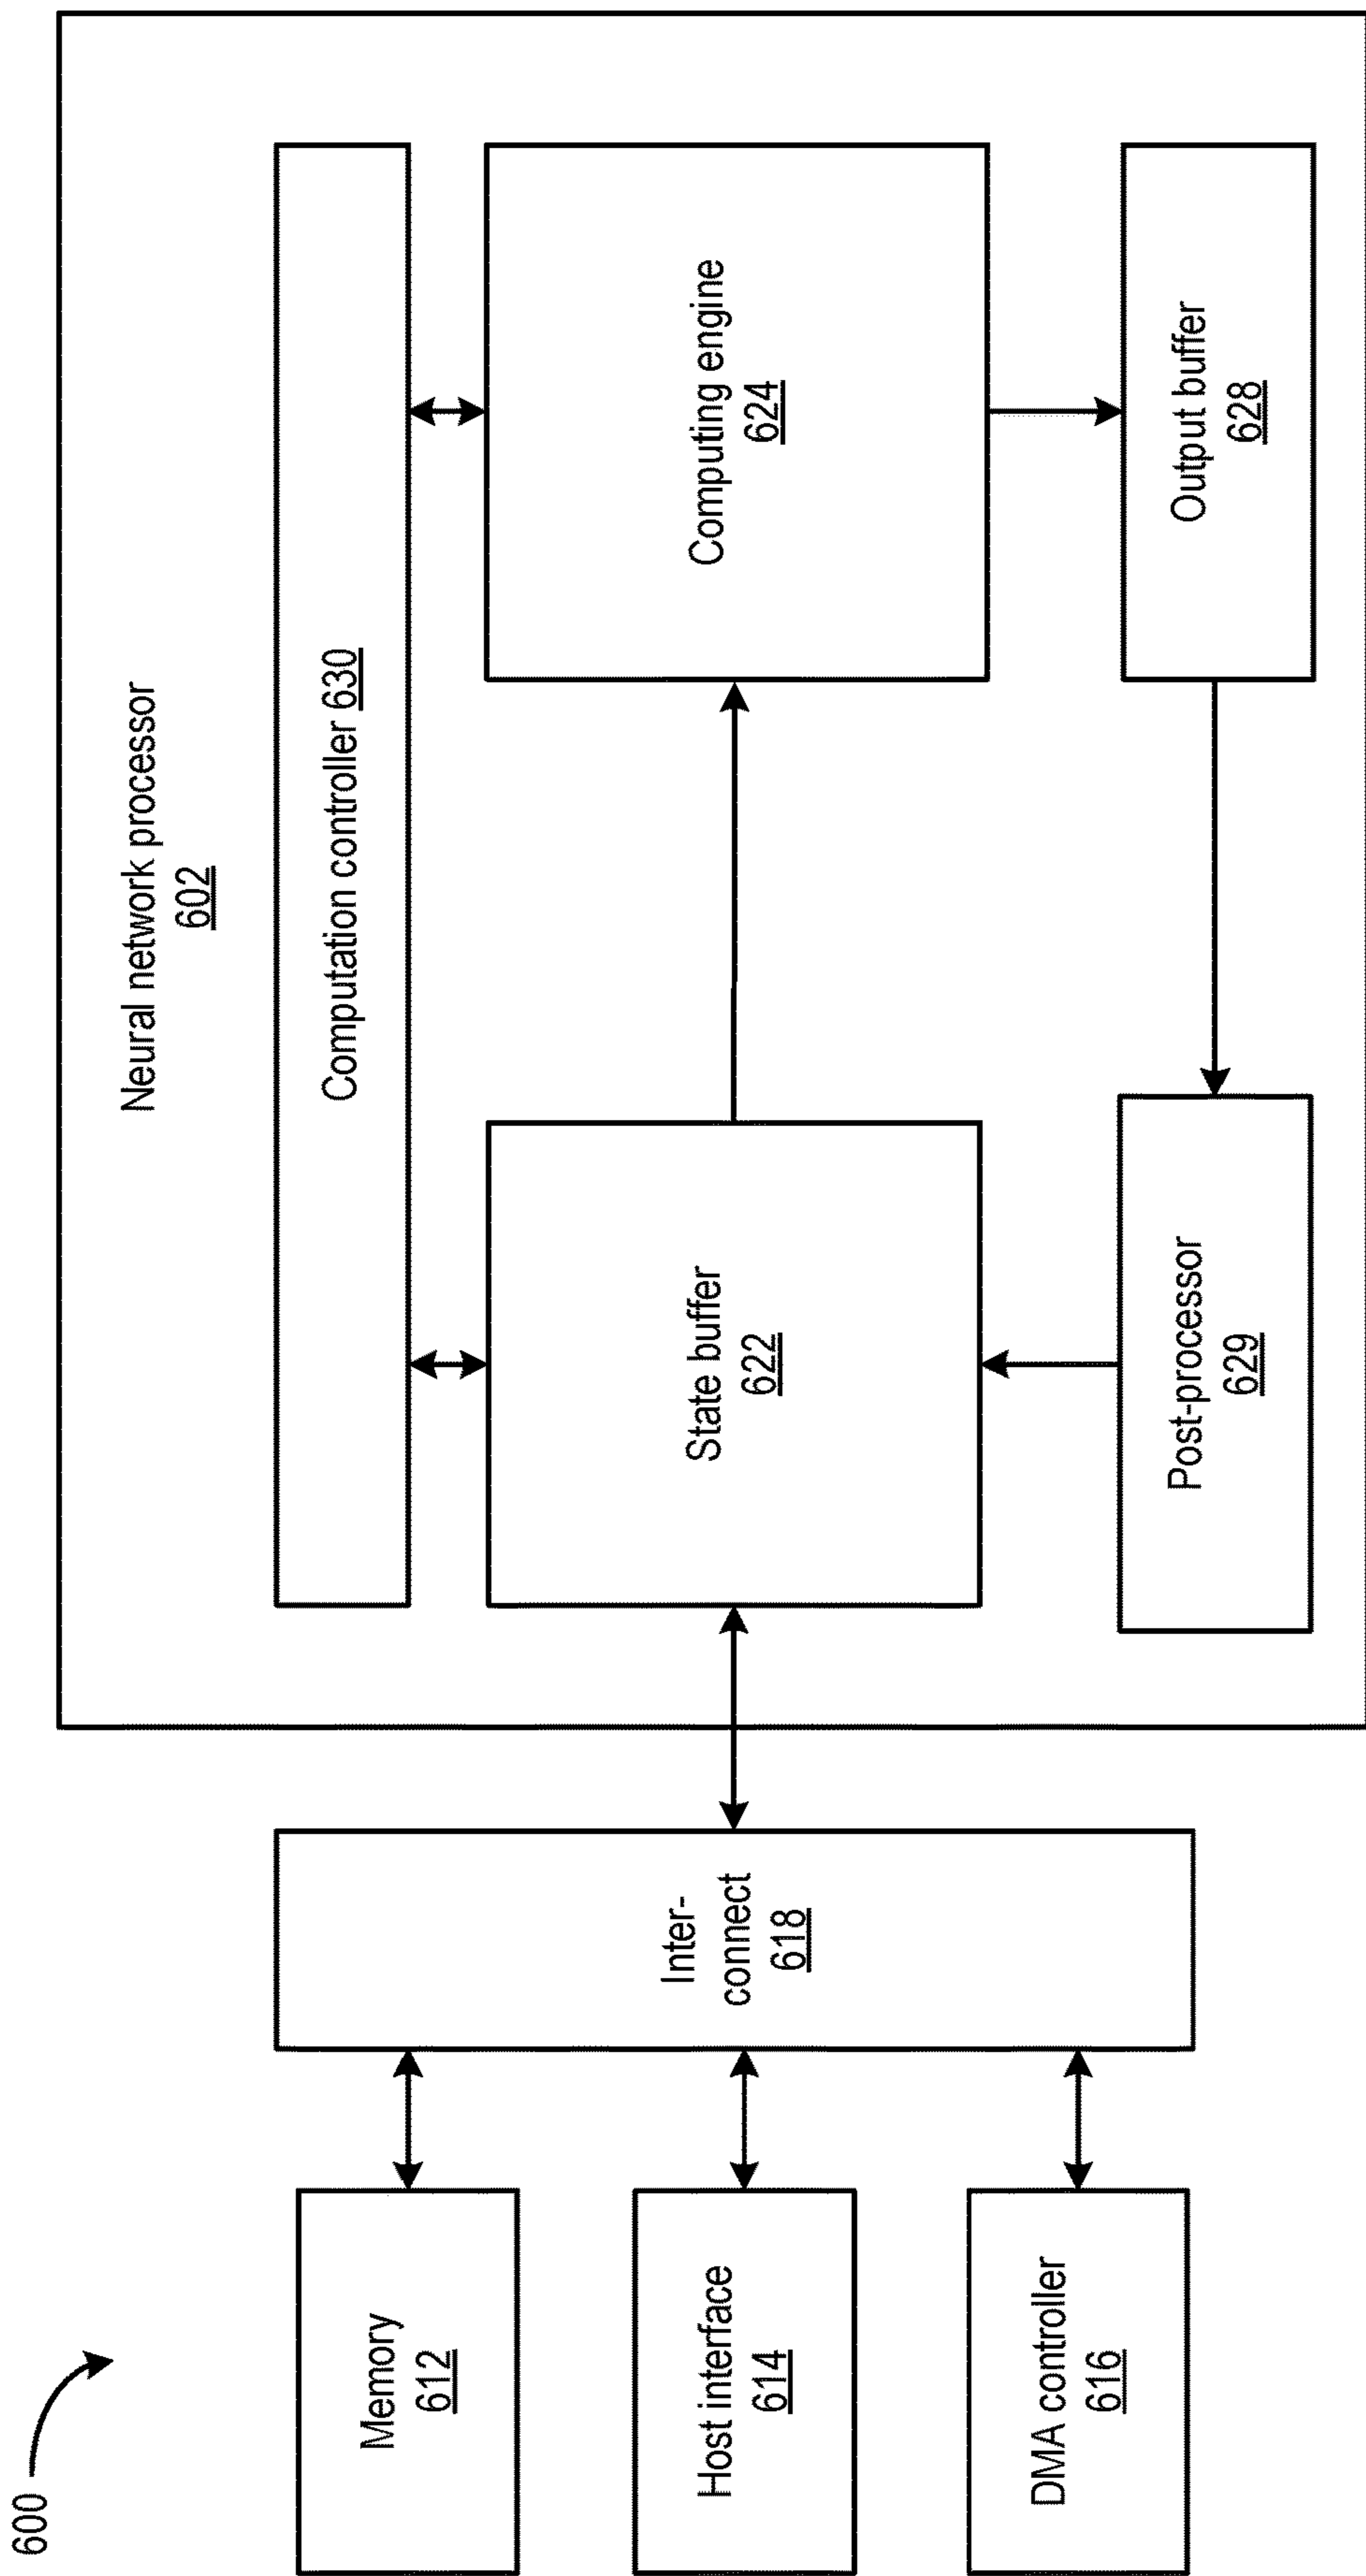 600
Neural network processor
602
Computation controller 630
Memory
612
Host interface
614
DMA controller
616
Inter-
connect
618
State buffer
622
Computing engine
624
Post-processor
629
Output buffer
628